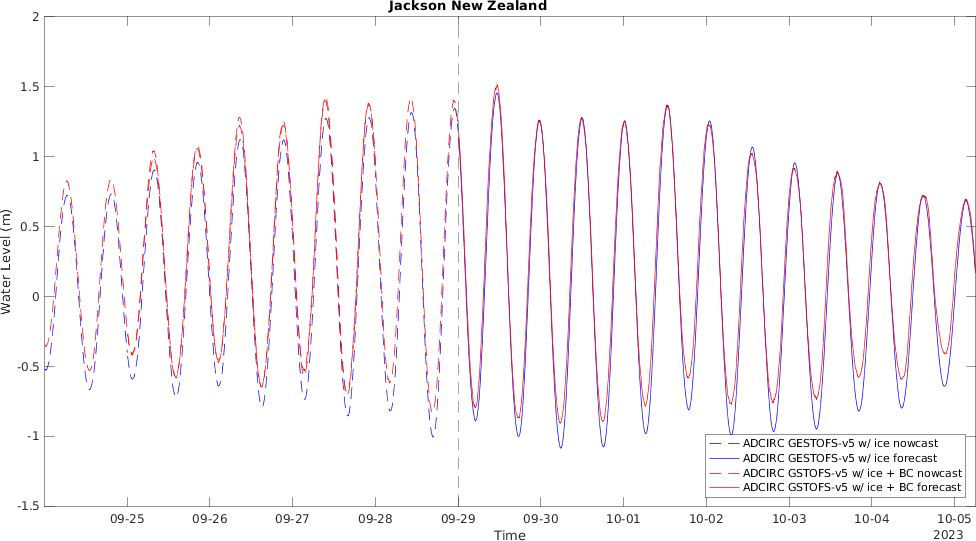 Jackson New Zealand
Water Level (m)
2
1.5
1
0.5
0
-0.5
-1
-1.5
ADCIRC GESTOFS-v5 w/ ice nowcast
ADCIRC GESTOFS-v5 w/ ice forecast
ADCIRC GSTOFS-v5 w/ ice + BC nowcast
ADCIRC GSTOFS-v5 w/ ice + BC forecast
09-25 09-26 09-27 09-28 09-29 09-30 10-01 10-02 10-03 10-04 10-05
2023
Time